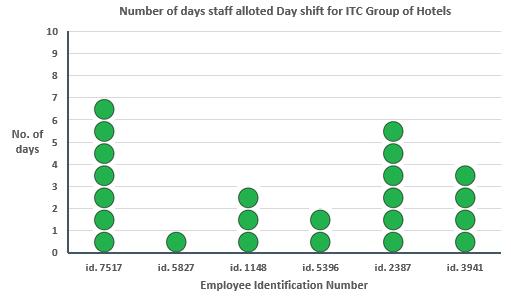 Number of days staff alloted Day shift for ITC Group of Hotels
10
9
8
7
6
5
4
3
2
1
0
No. of
days
id. 7517 id. 5827 id. 1148 id. 5396 id. 2387 id. 3941
Employee Identification Number